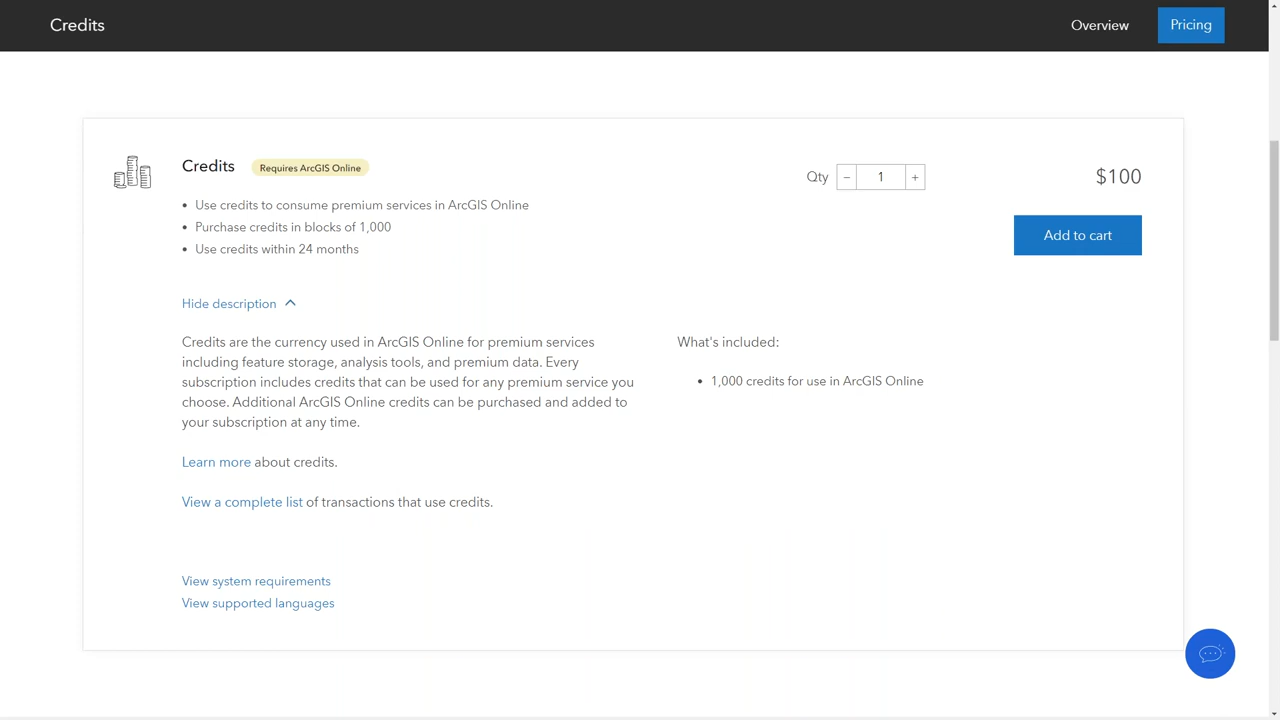 Credits
Overview
Pricing
Credits
Requires ArcGIS Online
Qty
−
1
+
$100
• Use credits to consume premium services in ArcGIS Online
• Purchase credits in blocks of 1,000
• Use credits within 24 months
Add to cart
Hide description
Credits are the currency used in ArcGIS Online for premium services
including feature storage, analysis tools, and premium data. Every
subscription includes credits that can be used for any premium service you
choose. Additional ArcGIS Online credits can be purchased and added to
your subscription at any time.
Learn more about credits.
View a complete list of transactions that use credits.
What's included:
• 1,000 credits for use in ArcGIS Online
View system requirements
View supported languages